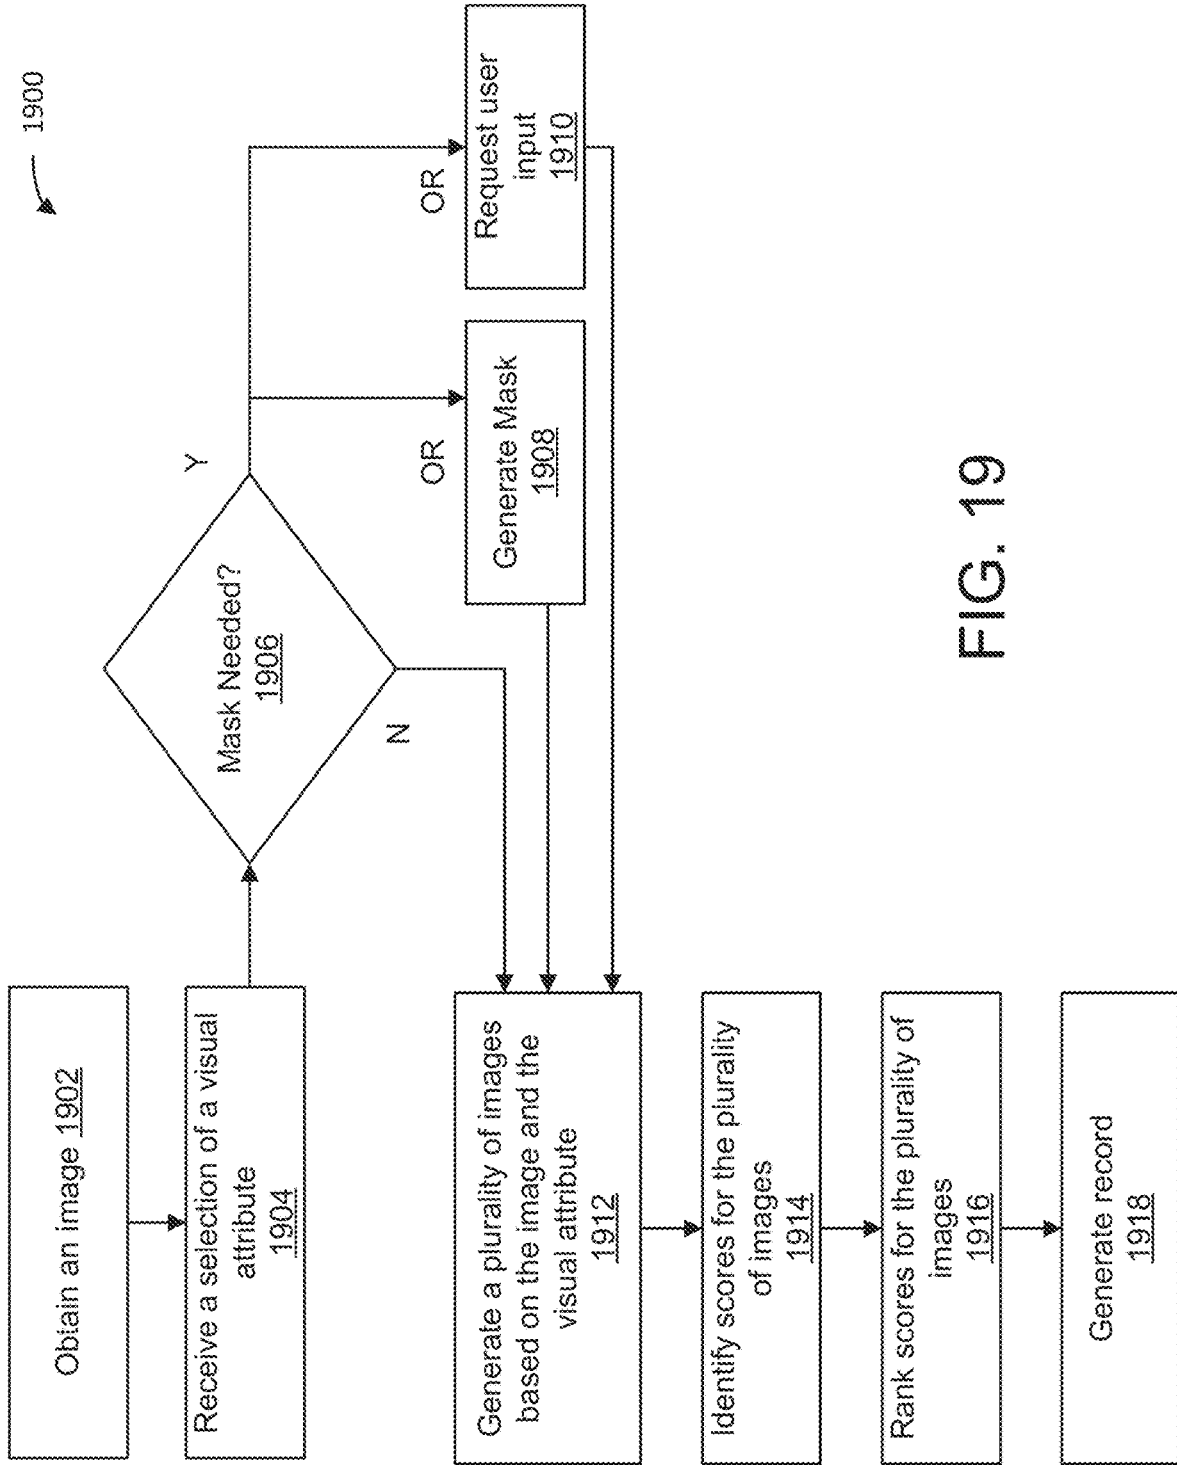 1900
Obtain an image 1902
Receive a selection of a visual
attribute
1904
Mask Needed?
1906
Y
N
OR
OR
Generate Mask
1908
Request user
input
1910
Generate a plurality of images
based on the image and the
visual attribute
1912
Identify scores for the plurality
of images
1914
Rank scores for the plurality of
images
1916
Generate record
1918
FIG. 19